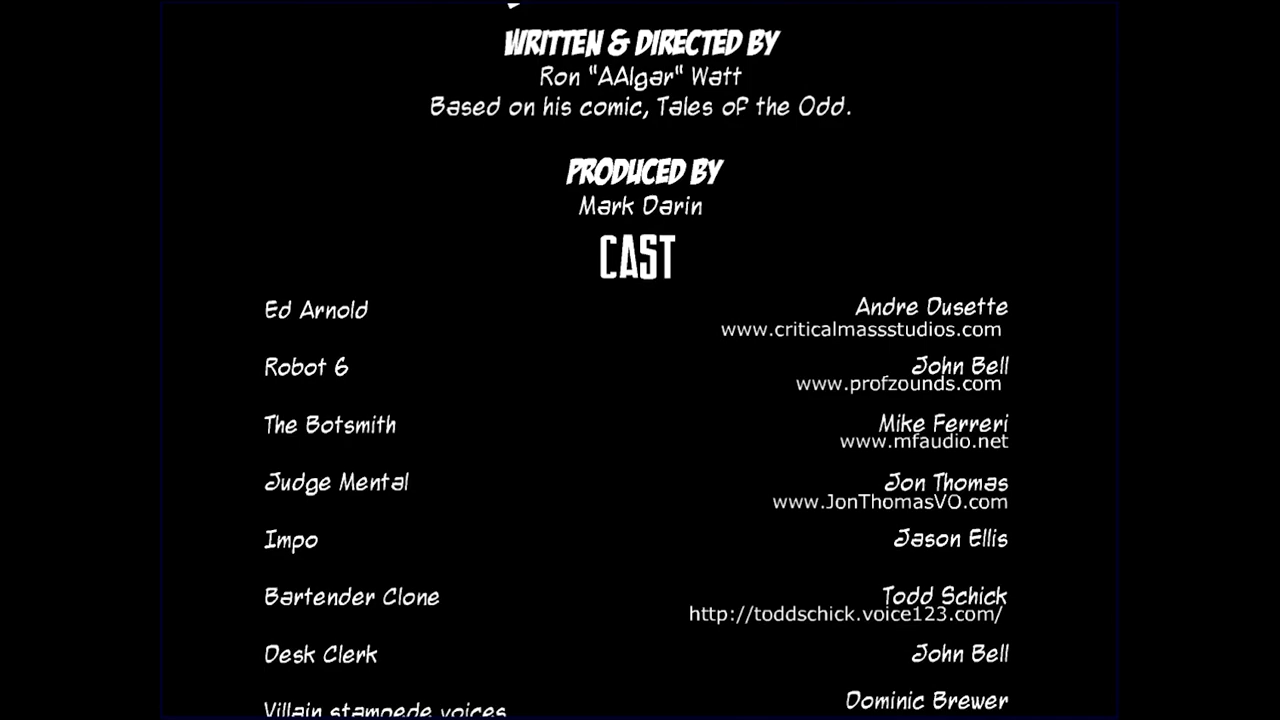 WRITTEN & DIRECTED BY
Ron "AAlgar" Watt
Based on his comic, Tales of the Odd.
PRODUCED BY
Mark Darin
CAST
Ed Arnold Andre Dusette
www.criticalmassstudios.com
Robot 6 John Bell
www.profzounds.com
The Botsmith Mike Ferreri
www.mfaudio.net
Judge Mental Jon Thomas
www.JonThomasVO.com
Impo Jason Ellis
Bartender Clone Todd Schick
http://toddschick.voice123.com/
Desk Clerk John Bell
Villain stampede voices Dominic Brewer